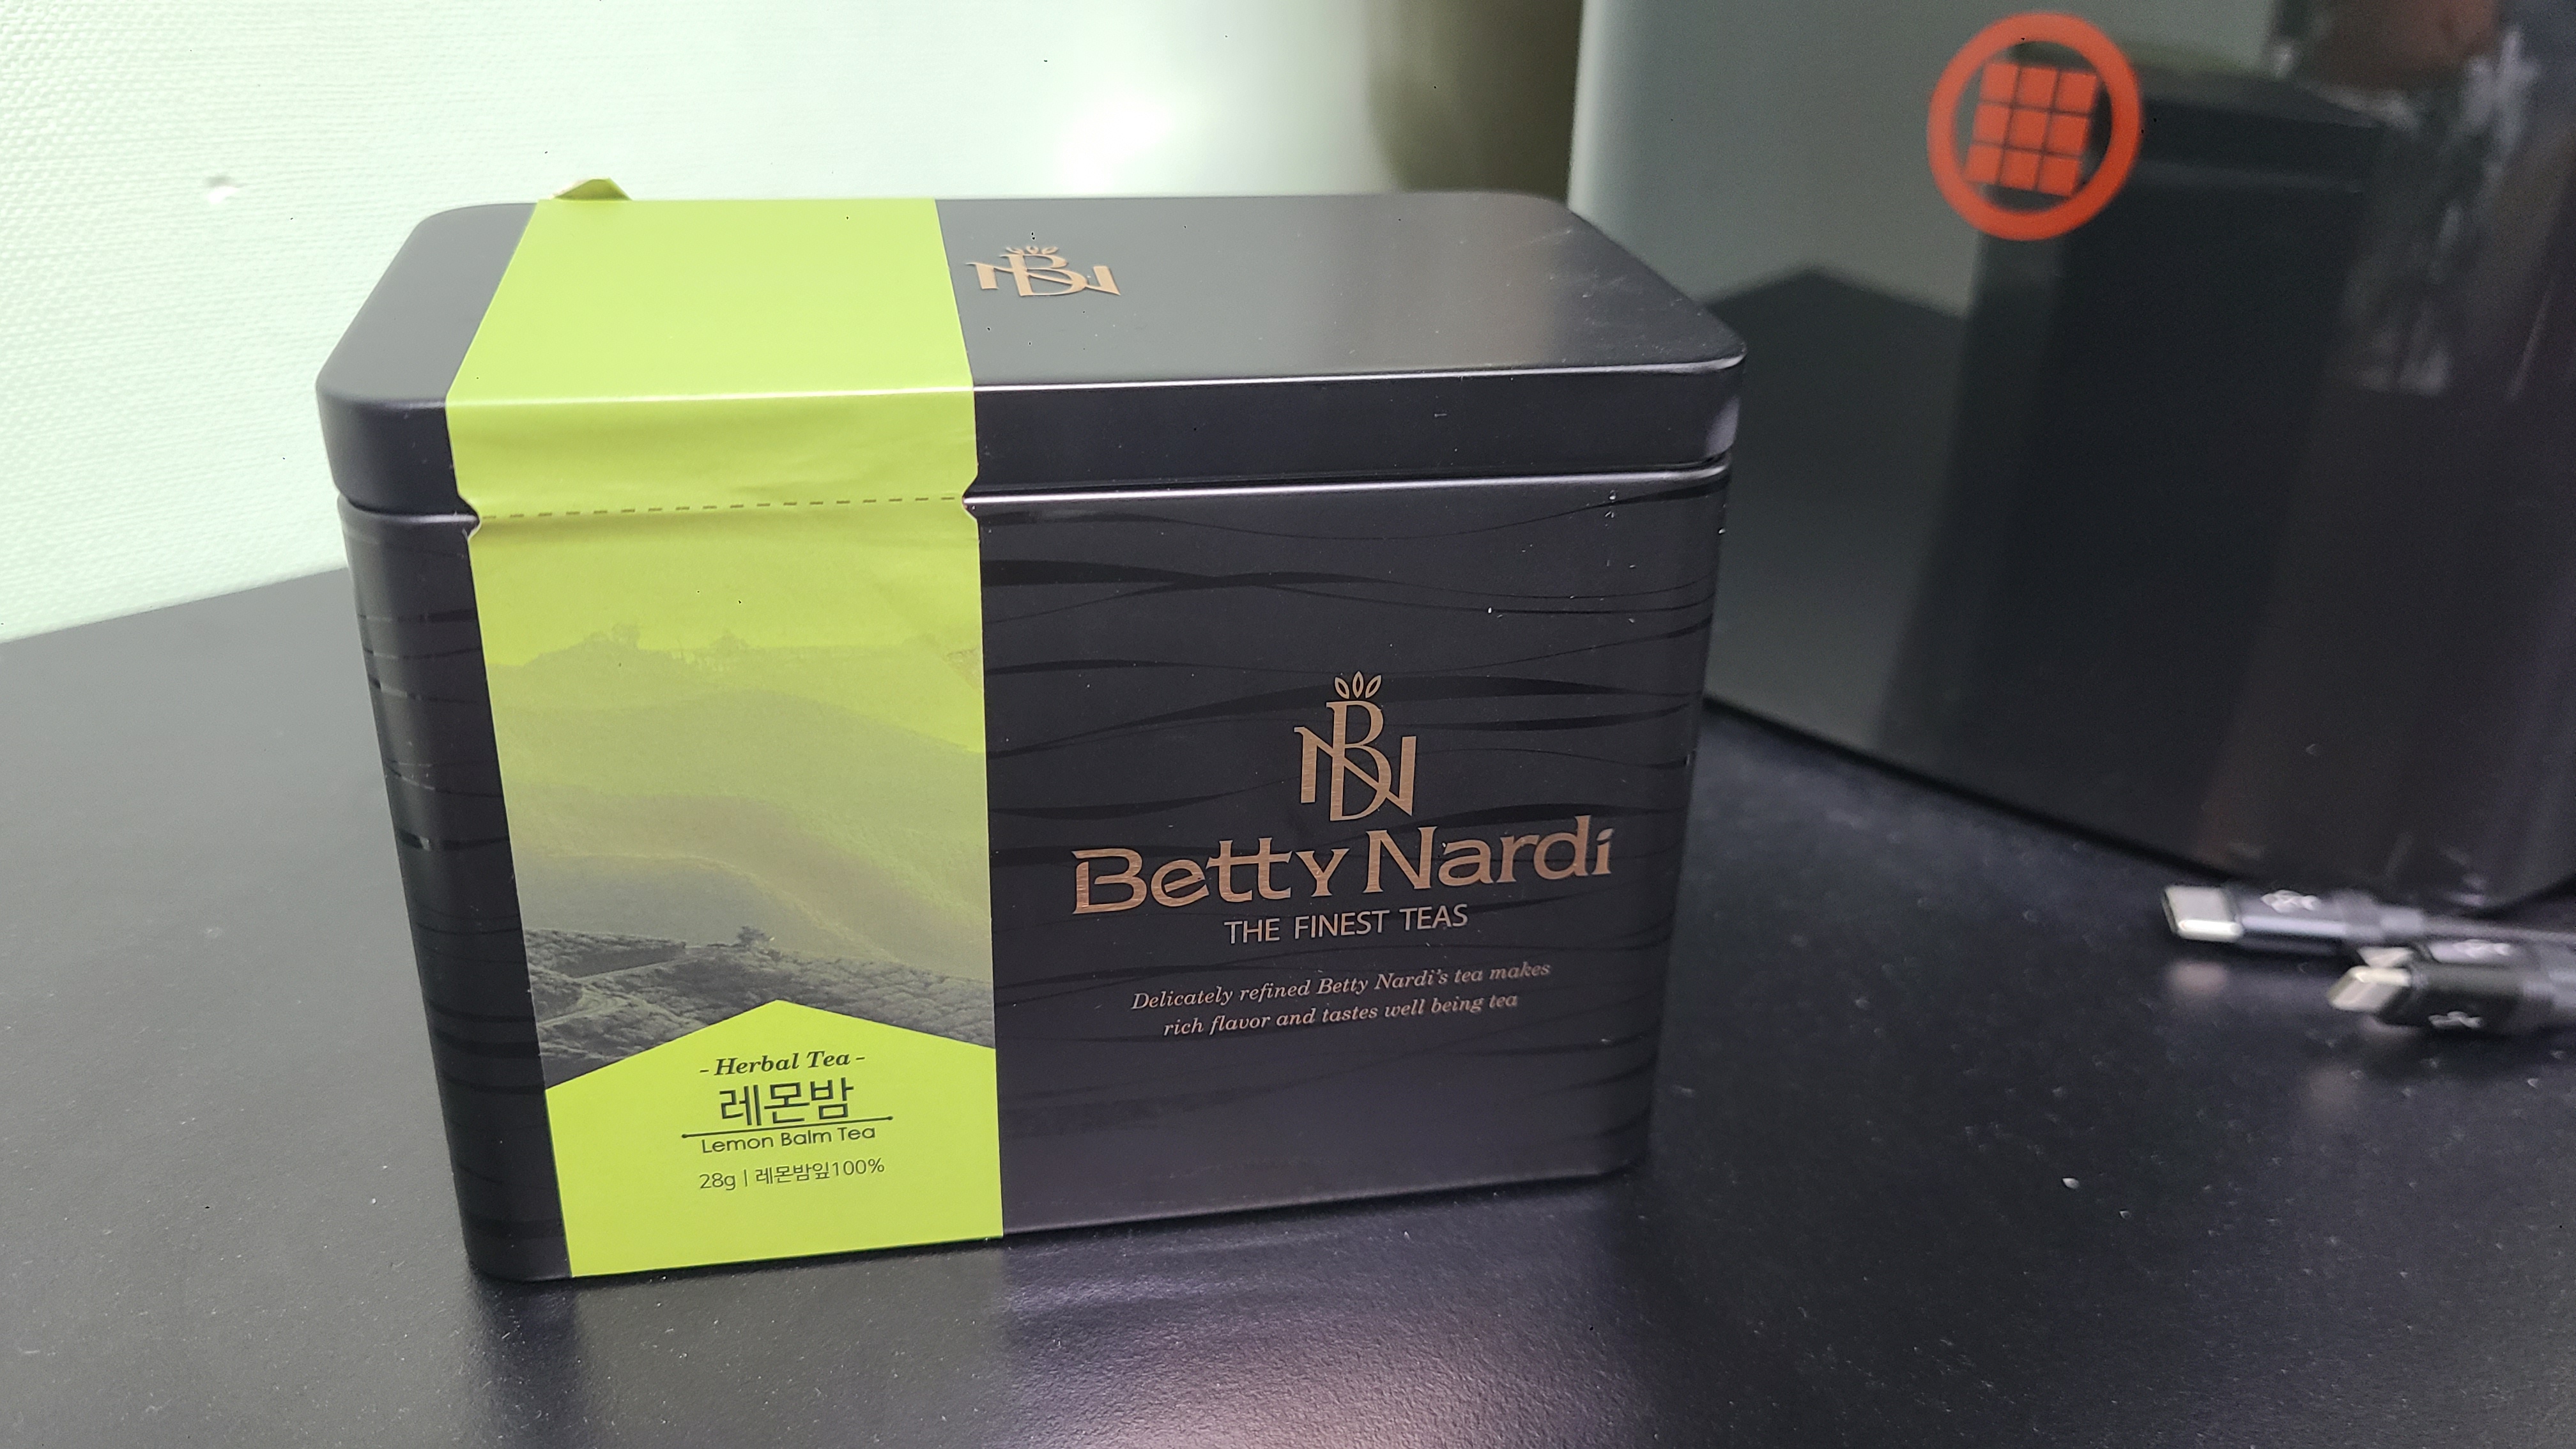 BN
BN
Betty Nardi
THE FINEST TEAS
Delicately refined Betty Nardi's tea makes
rich flavor and tastes well being tea
- Herbal Tea -
레몬밤
Lemon Balm Tea
28g | 레몬밤잎100%